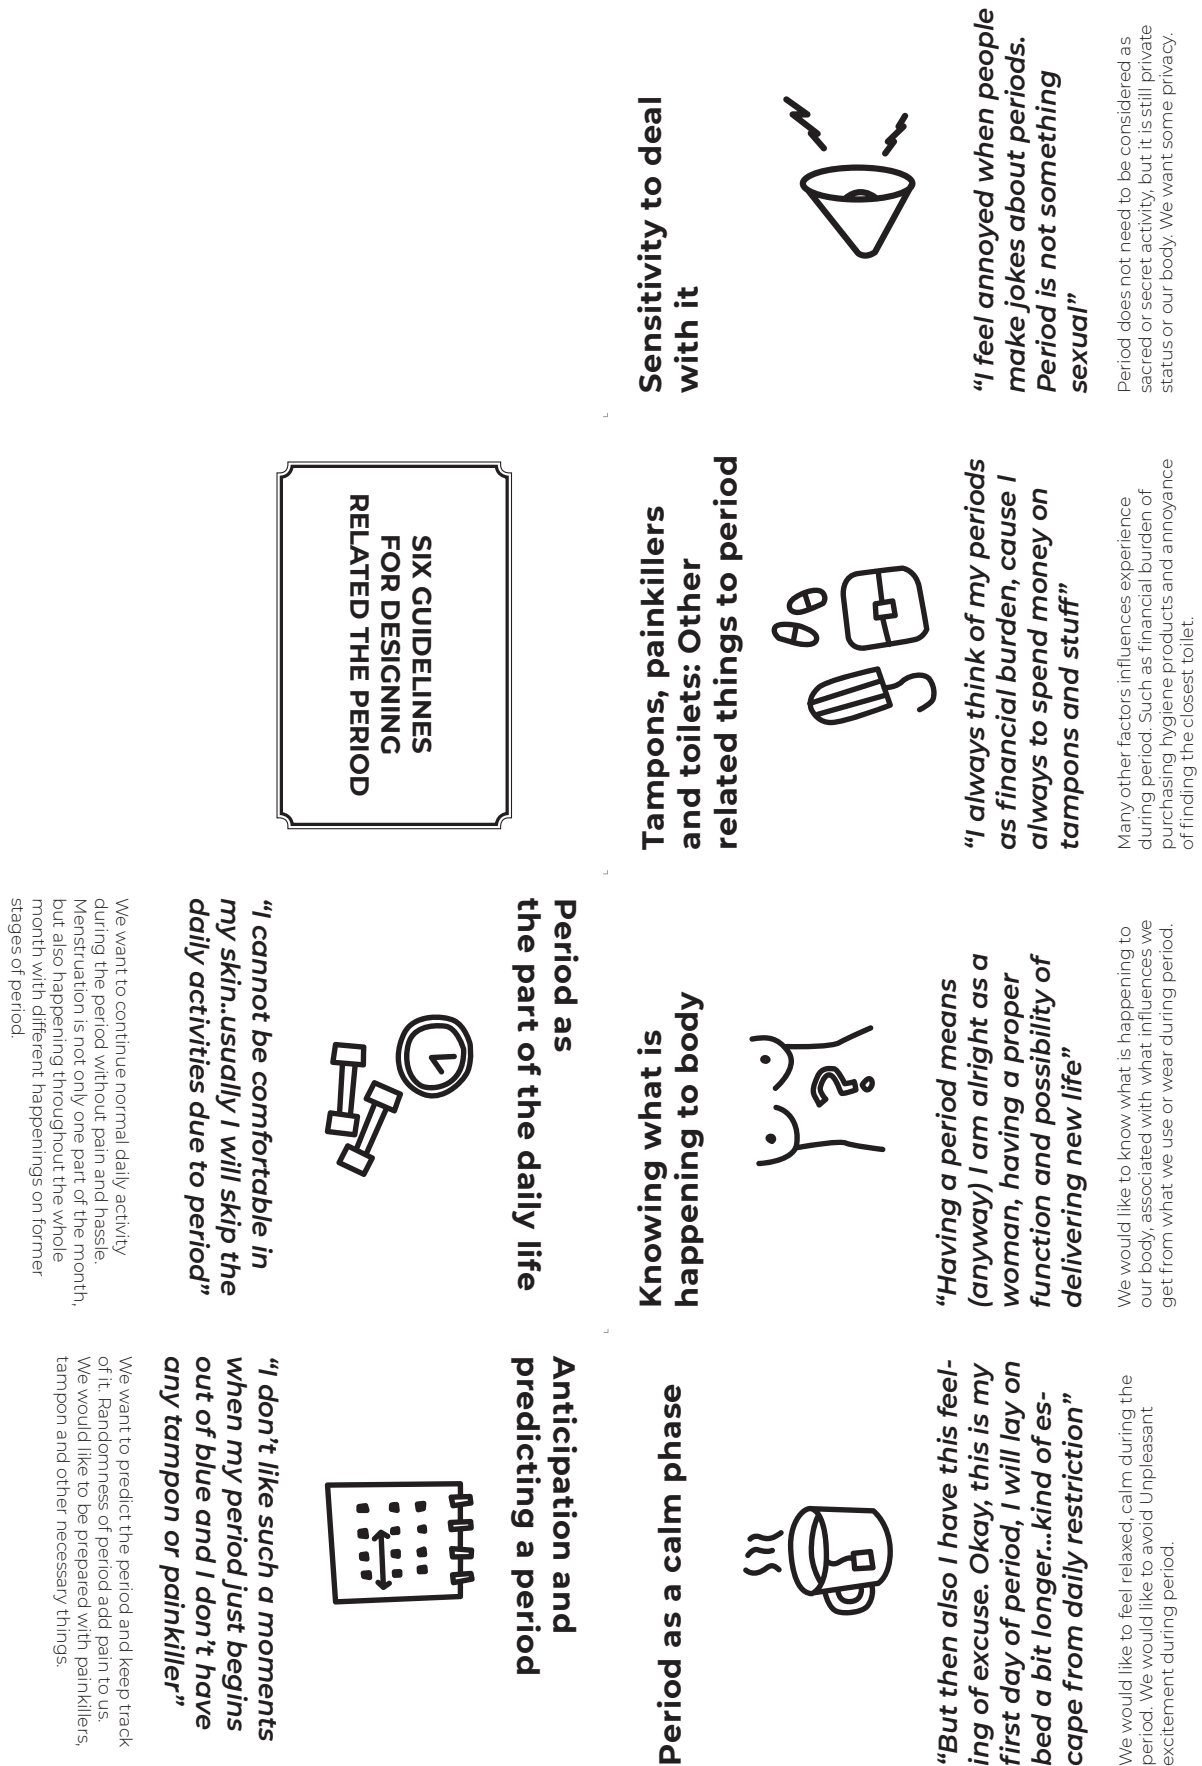 SIX GUIDELINES
FOR DESIGNING
RELATED THE PERIOD
Period as
the part of the daily life
“I cannot be comfortable in
my skin..usually I will skip the
daily activities due to period”
We want to continue normal daily activity
during the period without pain and hassle.
Menstruation is not only one part of the month,
but also happening throughout the whole
month with different happenings on former
stages of period.
Anticipation and
predicting a period
“I don’t like such a moments
when my period just begins
out of blue and I don’t have
any tampon or painkiller”
We want to predict the period and keep track
of it. Randomness of period add pain to us.
We would like to be prepared with painkillers,
tampon and other necessary things.
Period as a calm phase
“But then also I have this feel-
ing of excuse. Okay, this is my
first day of period, I will lay on
bed a bit longer...kind of es-
cape from daily restriction”
We would like to feel relaxed, calm during the
period. We would like to avoid Unpleasant
excitement during period.
Knowing what is
happening to body
?
“Having a period means
(anyway) I am alright as a
woman, having a proper
function and possibility of
delivering new life”
We would like to know what is happening to
our body, associated with what influences we
get from what we use or wear during period.
Tampons, painkillers
and toilets: Other
related things to period
“I always think of my periods
as financial burden, cause I
always to spend money on
tampons and stuff”
Many other factors influences experience
during period. Such as financial burden of
purchasing hygiene products and annoyance
of finding the closest toilet.
Sensitivity to deal
with it
“I feel annoyed when people
make jokes about periods.
Period is not something
sexual”
Period does not need to be considered as
sacred or secret activity, but it is still private
status or our body. We want some privacy.